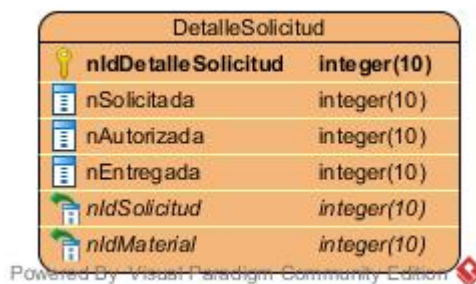 DetalleSolicitud
nIdDetalleSolicitud integer(10)
nSolicitada integer(10)
nAutorizada integer(10)
nEntregada integer(10)
nIdSolicitud integer(10)
nIdMaterial integer(10)
Powered By Visual Paradigm Community Edition